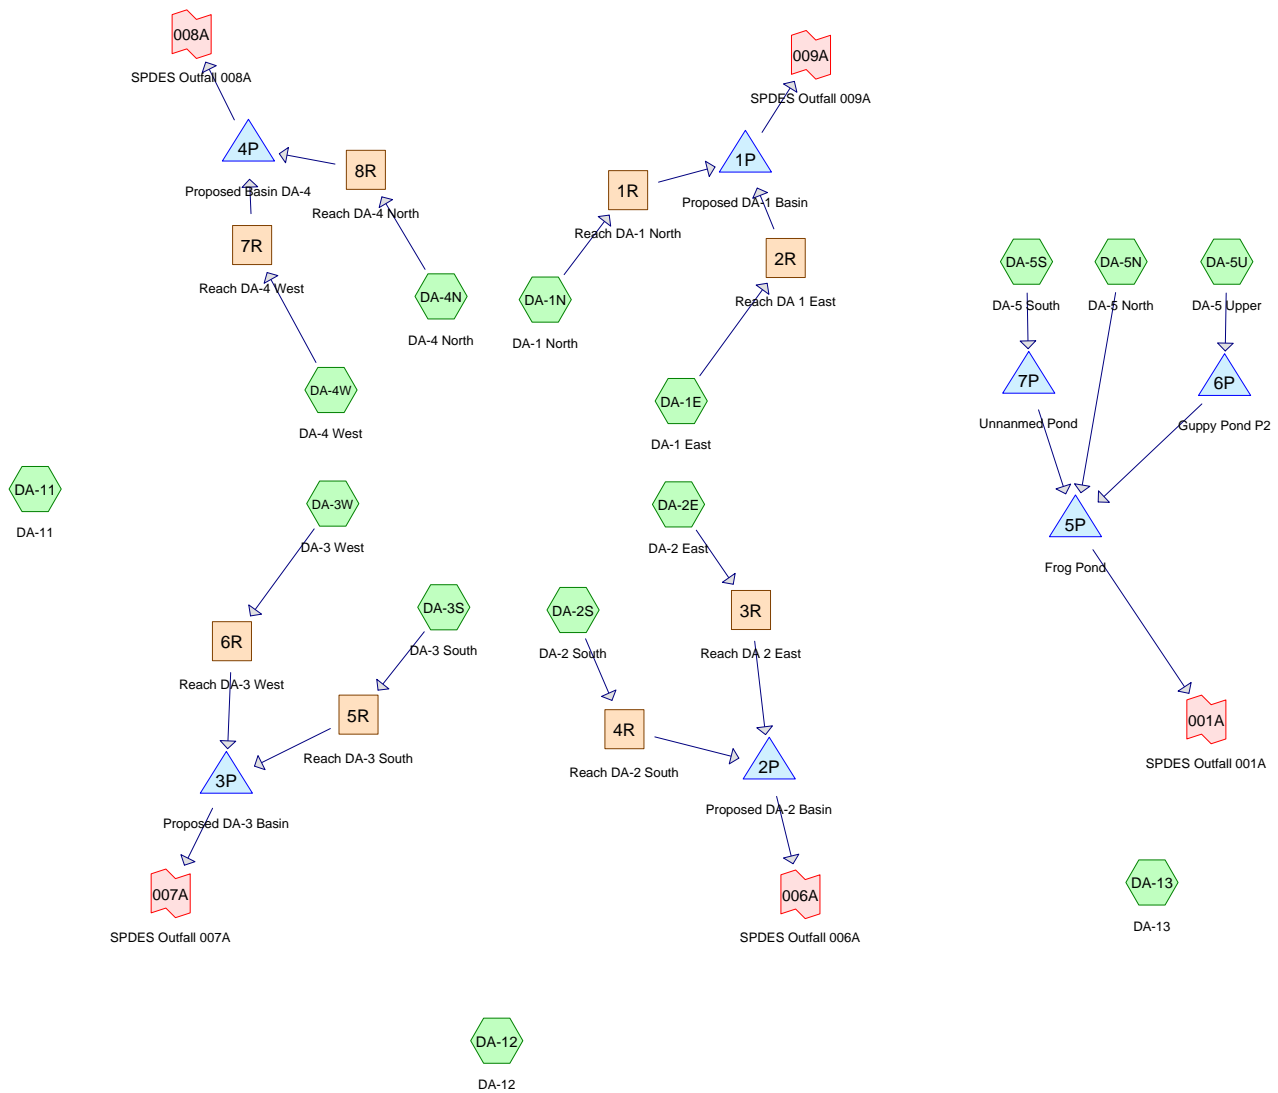 008A
SPDES Outfall 008A
009A
SPDES Outfall 009A
4P
Proposed Basin DA-4
8R
Reach DA-4 North
1P
Proposed DA-1 Basin
1R
Reach DA-1 North
7R
Reach DA-4 West
2R
Reach DA 1 East
DA-4N
DA-4 North
DA-1N
DA-1 North
DA-5S
DA-5 South
DA-5N
DA-5 North
DA-5U
DA-5 Upper
DA-4W
DA-4 West
DA-1E
DA-1 East
7P
Unnanmed Pond
6P
Guppy Pond P2
DA-11
DA-11
DA-3W
DA-3 West
DA-2E
DA-2 East
5P
Frog Pond
DA-3S
DA-3 South
DA-2S
DA-2 South
3R
Reach DA 2 East
6R
Reach DA-3 West
5R
Reach DA-3 South
4R
Reach DA-2 South
001A
SPDES Outfall 001A
3P
Proposed DA-3 Basin
2P
Proposed DA-2 Basin
007A
SPDES Outfall 007A
006A
SPDES Outfall 006A
DA-13
DA-13
DA-12
DA-12